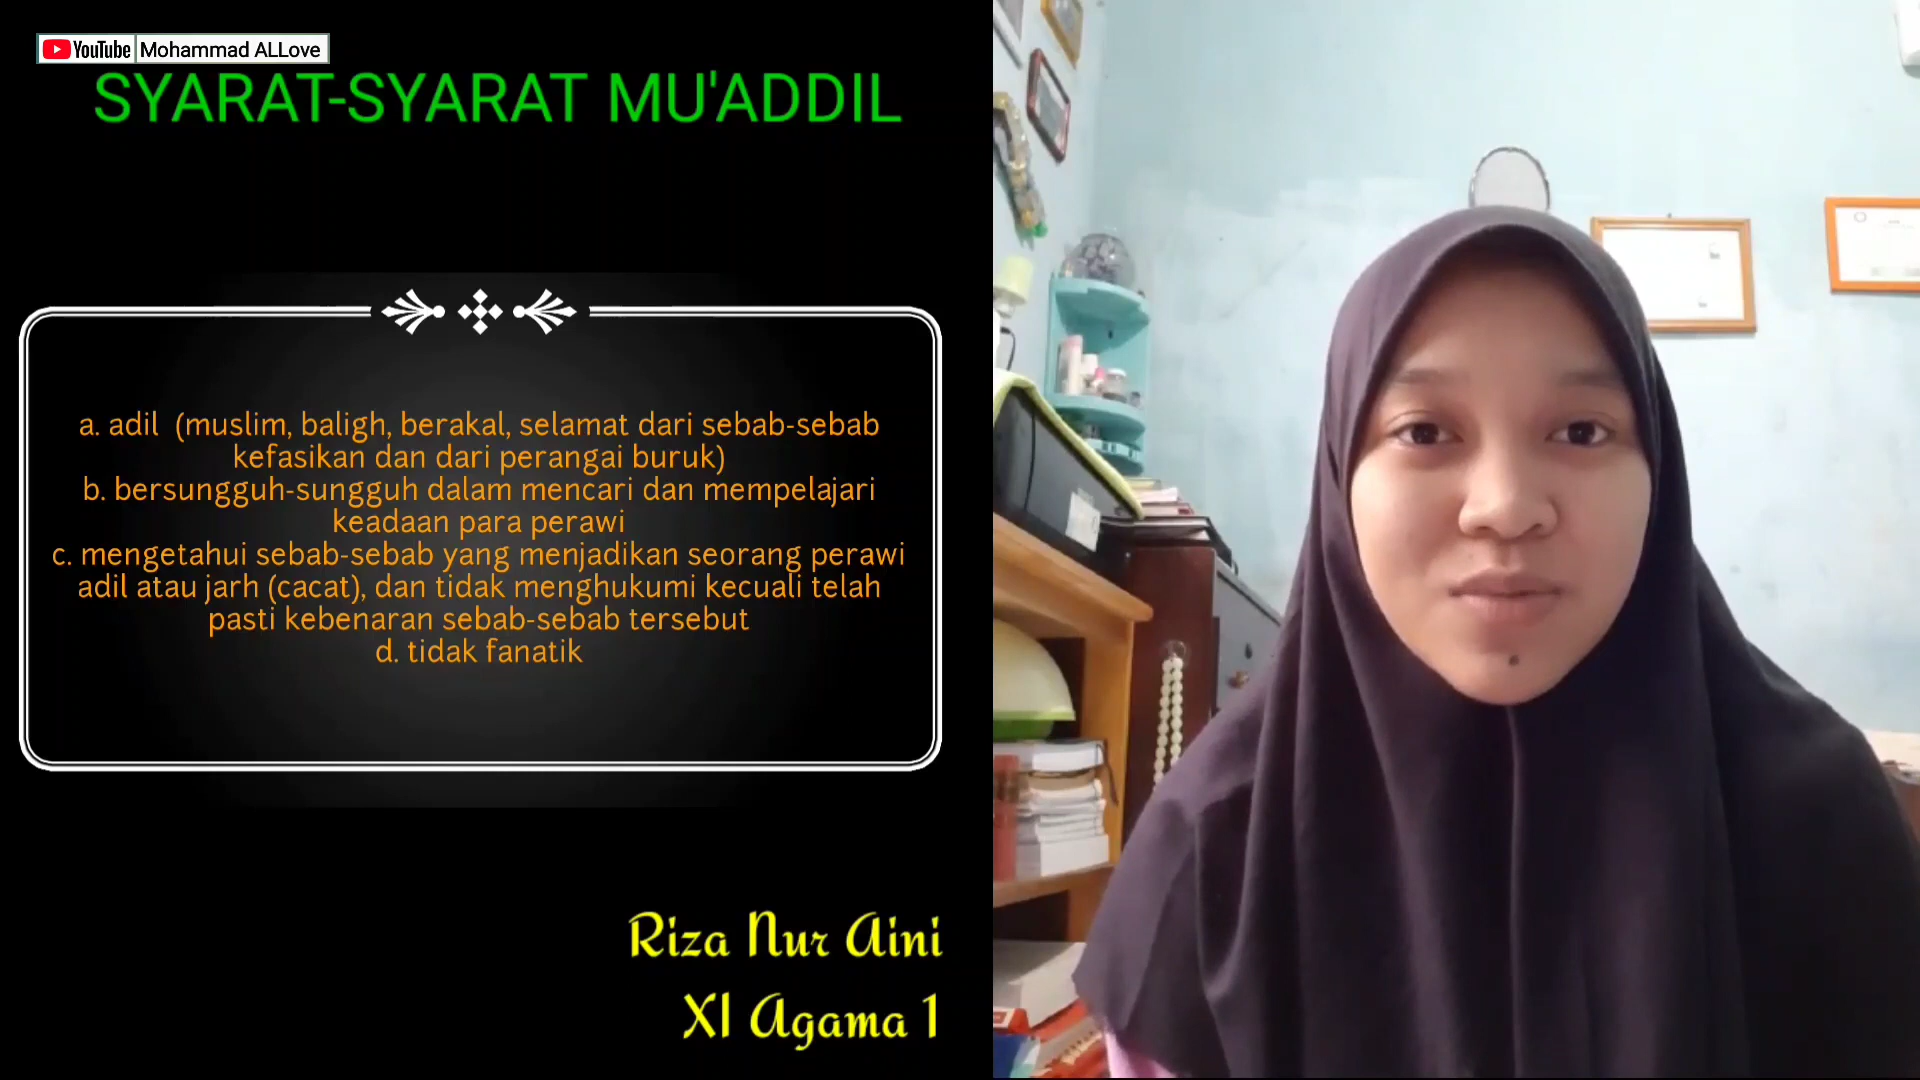 YouTube Mohammad ALLove
SYARAT-SYARAT MU'ADDIL
a. adil (muslim, baligh, berakal, selamat dari sebab-sebab
kefasikan dan dari perangai buruk)
b. bersungguh-sungguh dalam mencari dan mempelajari
keadaan para perawi
c. mengetahui sebab-sebab yang menjadikan seorang perawi
adil atau jarh (cacat), dan tidak menghukumi kecuali telah
pasti kebenaran sebab-sebab tersebut
d. tidak fanatik
Riza Nur Aini
XI Agama 1